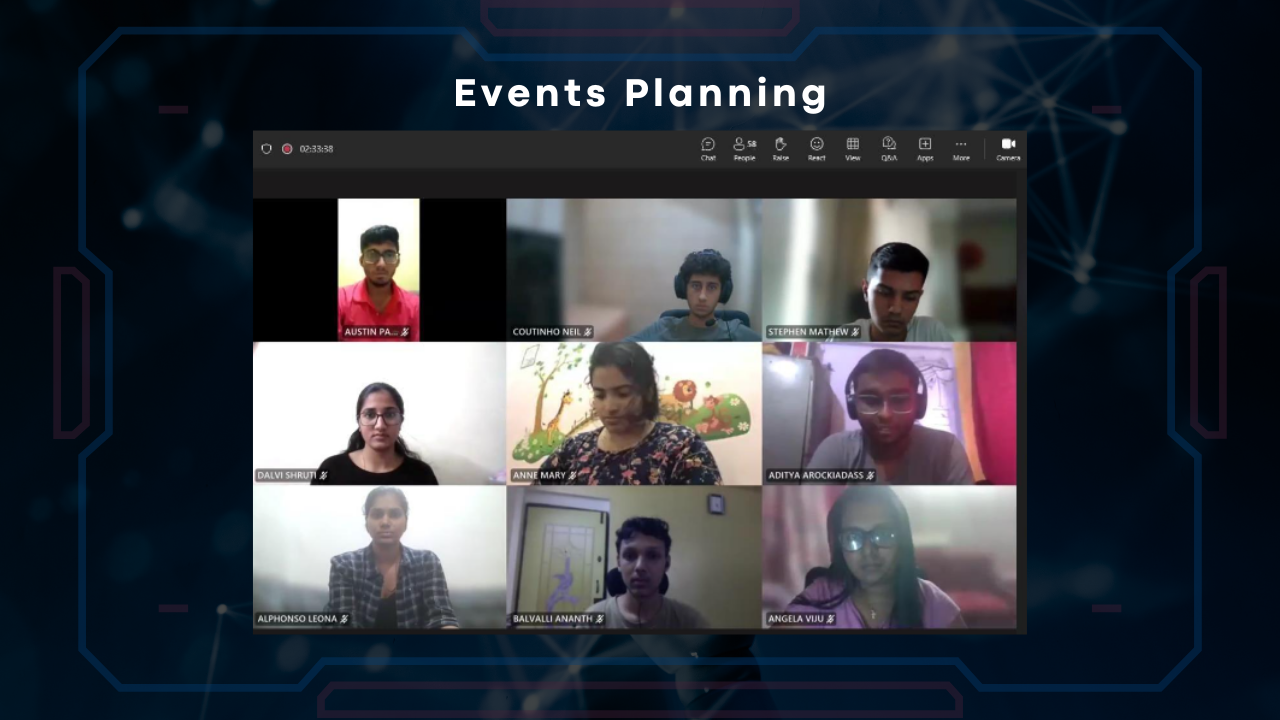 Events Planning
02:33:38
58
Chat People Raise React View Q&A Apps More Camera
AUSTIN PA... COUTINHO NEIL STEPHEN MATHEW
DALVI SHRUTI ANNE MARY ADITYA AROCKIADASS
ALPHONSO LEONA BALVALLI ANANTH ANGELA VIJU